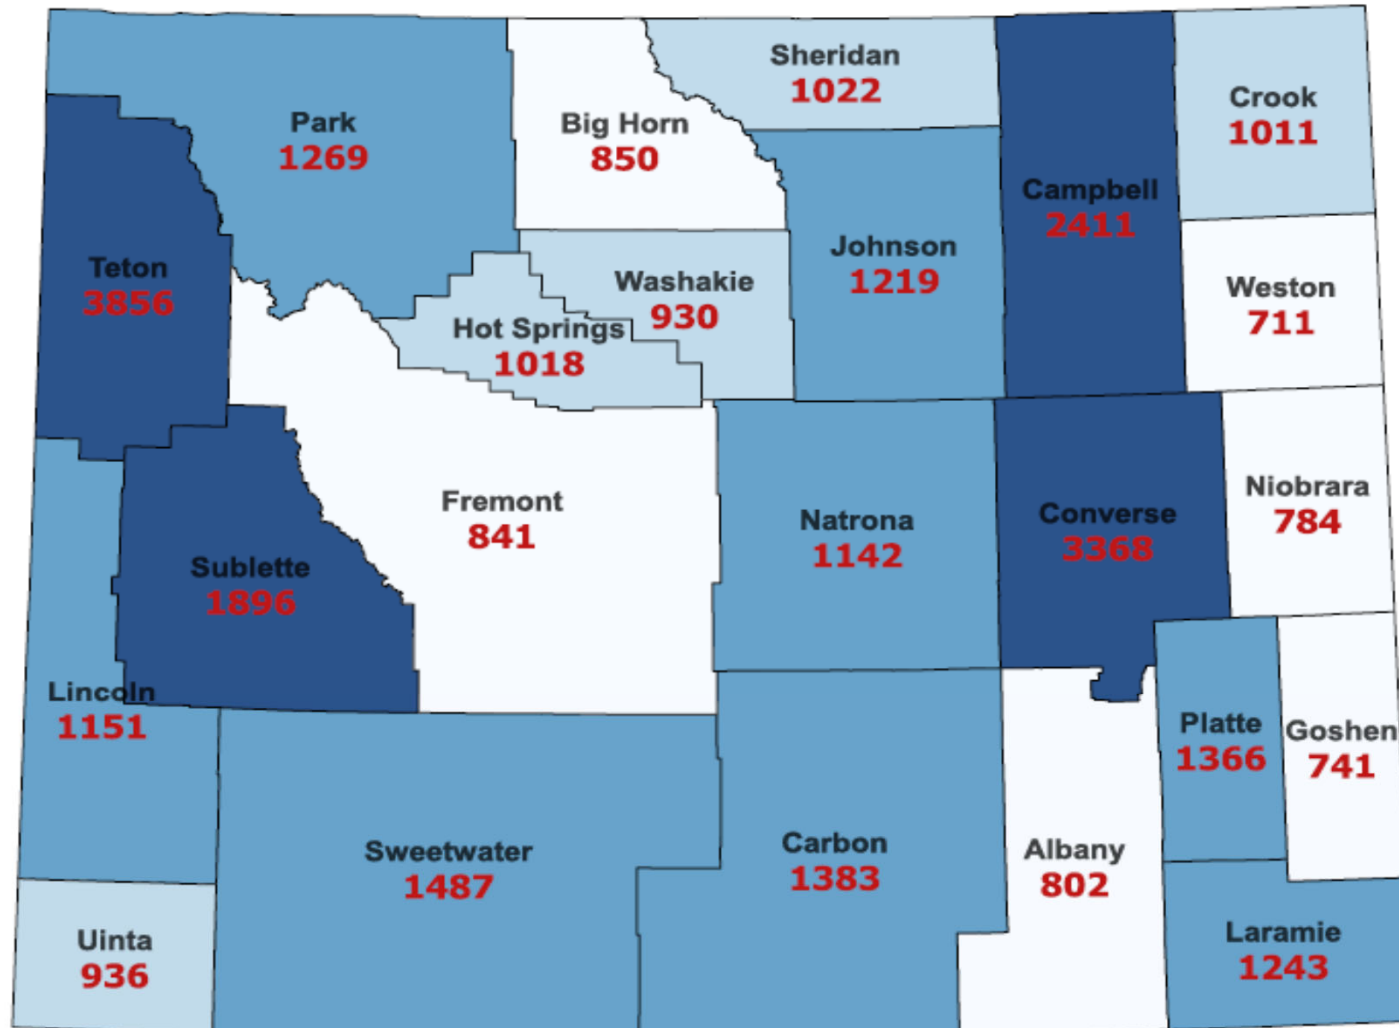 Sheridan
1022
Crook
1011
Park
1269
Big Horn
850
Campbell
2411
Johnson
1219
Teton
3856
Washakie
930
Weston
711
Hot Springs
1018
Fremont
841
Natrona
1142
Converse
3368
Niobrara
784
Sublette
1896
Lincoln
1151
Platte
1366
Goshen
741
Sweetwater
1487
Carbon
1383
Albany
802
Uinta
936
Laramie
1243